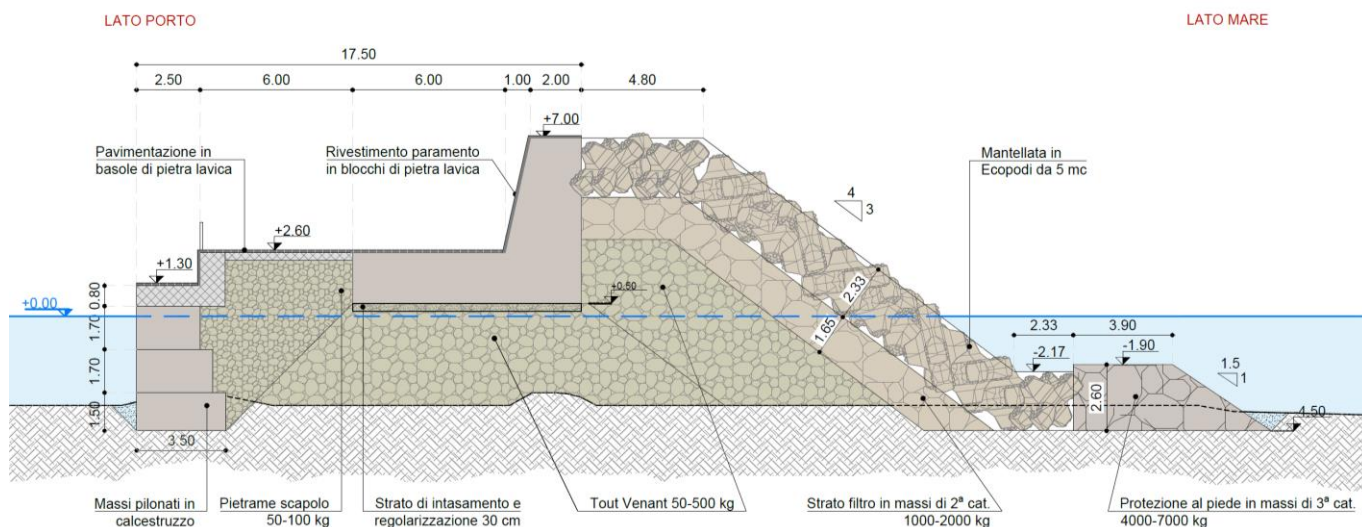 LATO PORTO
LATO MARE
17.50
2.50
6.00
6.00
1.00
2.00
4.80
+7.00
Pavimentazione in
basole di pietra lavica
Rivestimento paramento
in blocchi di pietra lavica
Mantellata in
Ecopodi da 5 mc
4
3
+2.60
+1.30
+0.00
0.80
1.70
1.70
1.50
+0.60
2.33
1.65
2.33
3.90
-2.17
-1.90
1.5
1
2.60
-4.50
3.50
Massi pilonati in
calcestruzzo
Pietrame scapolo
50-100 kg
Strato di intasamento e
regolarizzazione 30 cm
Tout Venant 50-500 kg
Strato filtro in massi di 2ª cat.
1000-2000 kg
Protezione al piede in massi di 3ª cat.
4000-7000 kg